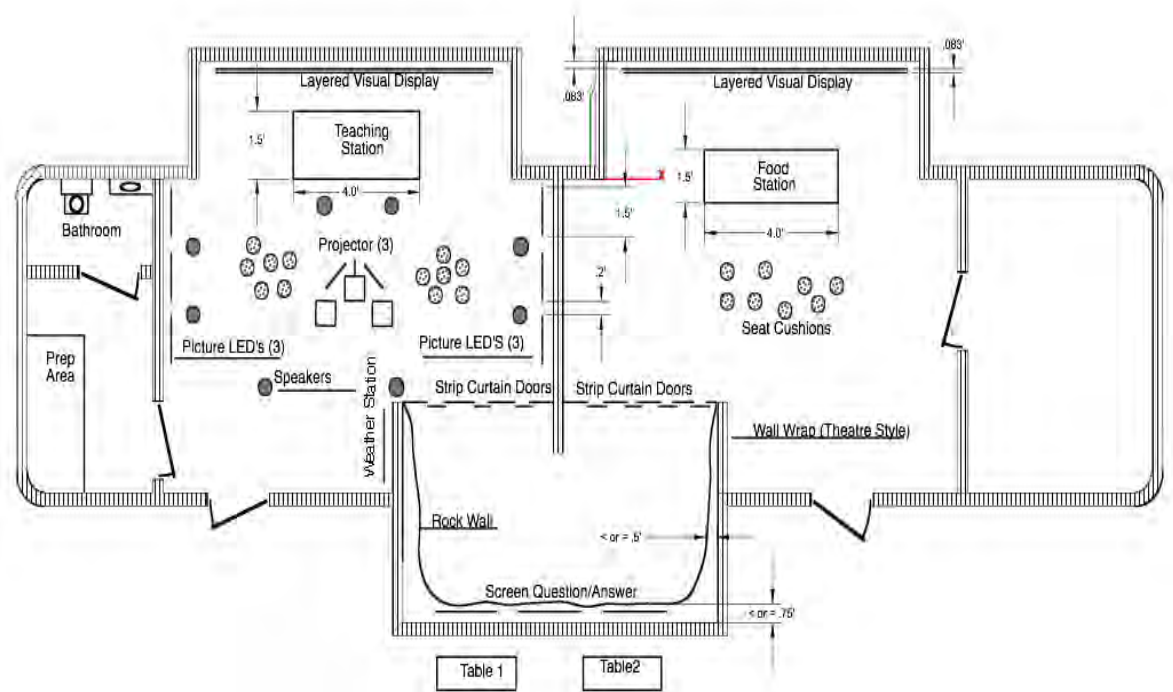 .083'
Layered Visual Display
Layered Visual Display
.083'
1.5'
Teaching
Station
4.0'
1.5'
Food
Station
4.0'
X
1.5'
Bathroom
Projector (3)
.2'
Seat Cushions
Picture LED's (3)
Picture LED'S (3)
Prep
Area
Speakers
Weather Station
Strip Curtain Doors
Strip Curtain Doors
Wall Wrap (Theatre Style)
Rock Wall
< or = .5'
Screen Question/Answer
< or = .75'
Table 1
Table2